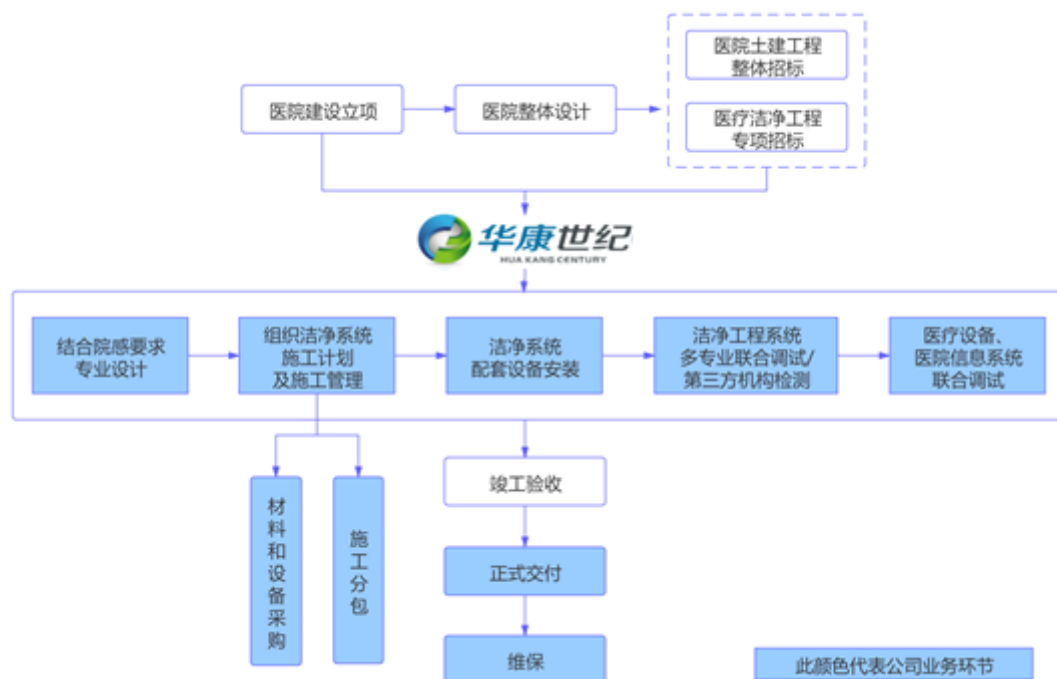 医院土建工程
整体招标
医院建设立项
医院整体设计
医疗洁净工程
专项招标
华康世纪
HUA KANG CENTURY
结合院感要求
专业设计
组织洁净系统
施工计划
及施工管理
洁净系统
配套设备安装
洁净工程系统
多专业联合调试/
第三方机构检测
医疗设备、
医院信息系统
联合调试
材料和设备采购
施工分包
竣工验收
正式交付
维保
此颜色代表公司业务环节